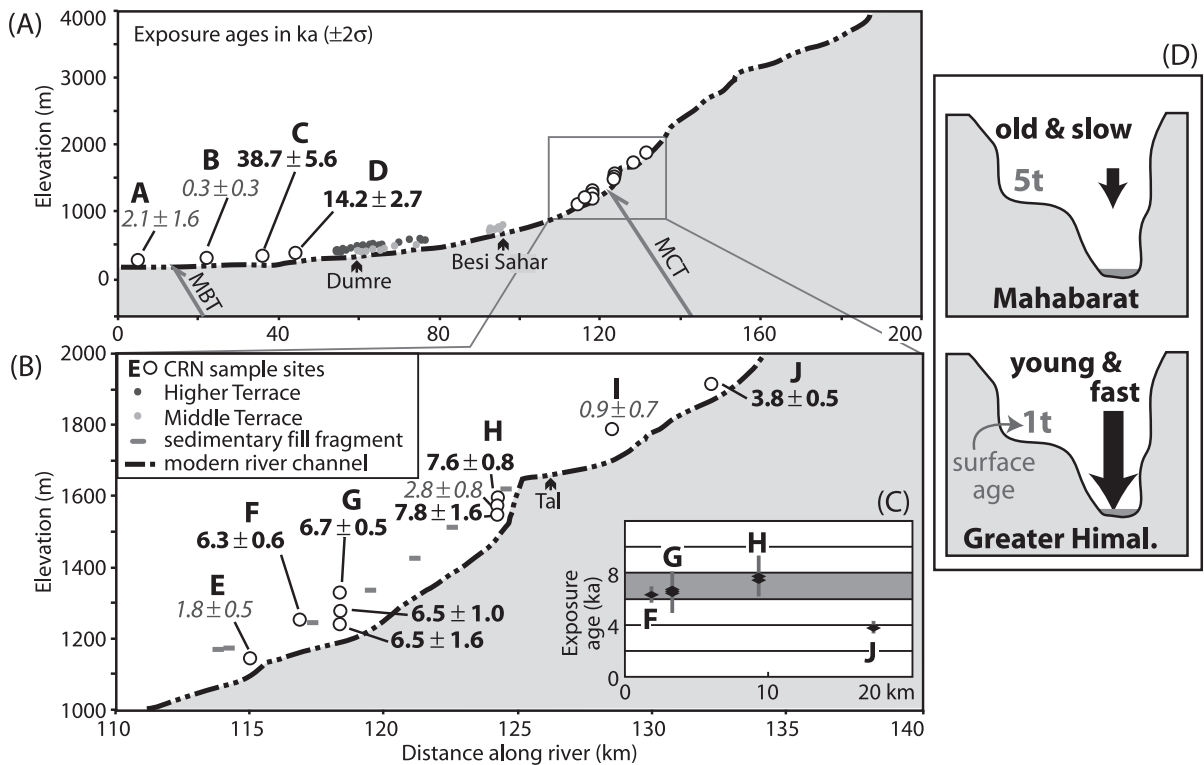 (A)
Exposure ages in ka (±2σ)
Elevation (m)
4000
3000
2000
1000
0
A
2.1 ± 1.6
B
0.3 ± 0.3
C
38.7 ± 5.6
D
14.2 ± 2.7
MBT
Dumre
Besi Sahar
MCT
0 40 80 120 160 200
(B)
Elevation (m)
2000
1800
1600
1400
1200
1000
E CRN sample sites
Higher Terrace
Middle Terrace
sedimentary fill fragment
modern river channel
E
1.8 ± 0.5
F
6.3 ± 0.6
G
6.7 ± 0.5
6.5 ± 1.0
6.5 ± 1.6
H
7.6 ± 0.8
2.8 ± 0.8
7.8 ± 1.6
I
0.9 ± 0.7
J
3.8 ± 0.5
Tal
110 115 120 125 130 135 140
Distance along river (km)
(C)
Exposure
age (ka)
8
4
0
F
G
H
J
0 10 20 km
(D)
old & slow
5t
Mahabarat
young &
fast
1t
surface
age
Greater Himal.